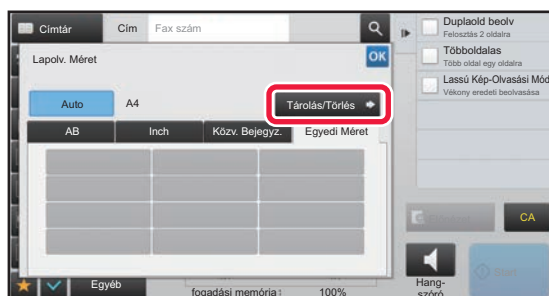 Címtár
Cím
Fax szám
Lapolv. Méret
OK
Auto
A4
Tárolás/Törlés
AB
Inch
Közv. Bejegyz.
Egyedi Méret
Duplaold beolv
Felosztás 2 oldalra
Többoldalas
Több oldal egy oldalra
Lassú Kép-Olvasási Mód
Vékony eredeti beolvasása
CA
Start
Egyéb
fogadási memória:
100%
Hang-
szóró